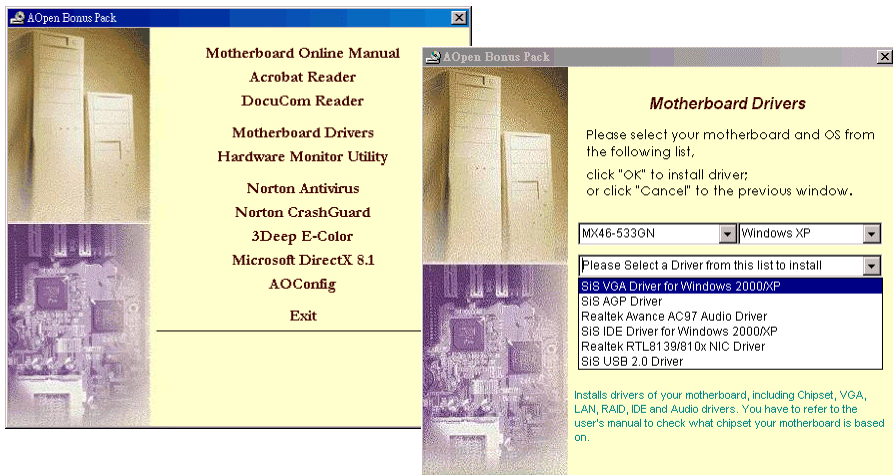 AOpen Bonus Pack
Motherboard Online Manual
Acrobat Reader
DocuCom Reader
Motherboard Drivers
Hardware Monitor Utility
Norton Antivirus
Norton CrashGuard
3Deep E-Color
Microsoft DirectX 8.1
AOConfig
Exit
AOpen Bonus Pack
Motherboard Drivers
Please select your motherboard and OS from
the following list,
click "OK" to install driver;
or click "Cancel" to the previous window.
MX46-533GN
Windows XP
Please Select a Driver from this list to install
SiS VGA Driver for Windows 2000/XP
SiS AGP Driver
Realtek Avance AC97 Audio Driver
SiS IDE Driver for Windows 2000/XP
Realtek RTL8139/810x NIC Driver
SiS USB 2.0 Driver
Installs drivers of your motherboard, including Chipset, VGA,
LAN, RAID, IDE and Audio drivers. You have to refer to the
user's manual to check what chipset your motherboard is based
on.